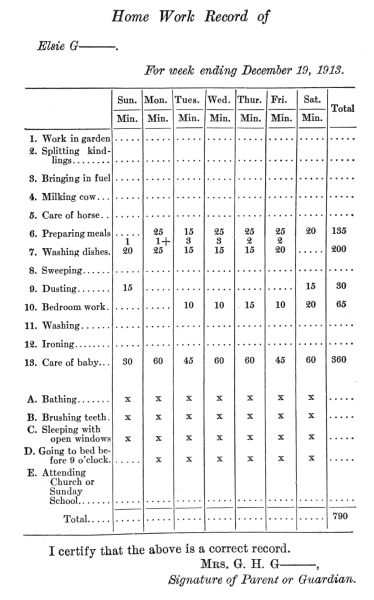 Home Work Record of
Elsie G———.
For week ending December 19, 1913.
Sun. Mon. Tues. Wed. Thur. Fri. Sat. Total
Min. Min. Min. Min. Min. Min. Min.
1. Work in garden ..... ..... ..... ..... ..... ..... ..... .....
2. Splitting kind-
lings........ ..... ..... ..... ..... ..... ..... ..... .....
3. Bringing in fuel ..... ..... ..... ..... ..... ..... ..... .....
4. Milking cow... ..... ..... ..... ..... ..... ..... ..... .....
5. Care of horse.. ..... ..... ..... ..... ..... ..... ..... .....
6. Preparing meals ..... 25 15 25 25 25 20 135
1 1+ 3 3 2 2
7. Washing dishes. 20 25 15 15 15 20 ..... 200
8. Sweeping...... ..... ..... ..... ..... ..... ..... ..... .....
9. Dusting....... 15 ..... ..... ..... ..... ..... 15 30
10. Bedroom work. ..... ..... 10 10 15 10 20 65
11. Washing...... ..... ..... ..... ..... ..... ..... ..... .....
12. Ironing....... ..... ..... ..... ..... ..... ..... ..... .....
13. Care of baby... 30 60 45 60 60 45 60 360
A. Bathing....... x x x x x x x .....
B. Brushing teeth. x x x x x x x .....
C. Sleeping with
open windows x x x x x x x .....
D. Going to bed be-
fore 9 o'clock. ..... x x x x x x .....
E. Attending
Church or
Sunday
School..... ..... ..... ..... ..... ..... ..... ..... .....
Total..... ..... ..... ..... ..... ..... ..... ..... 790
I certify that the above is a correct record.
Mrs. G. H. G———,
Signature of Parent or Guardian.